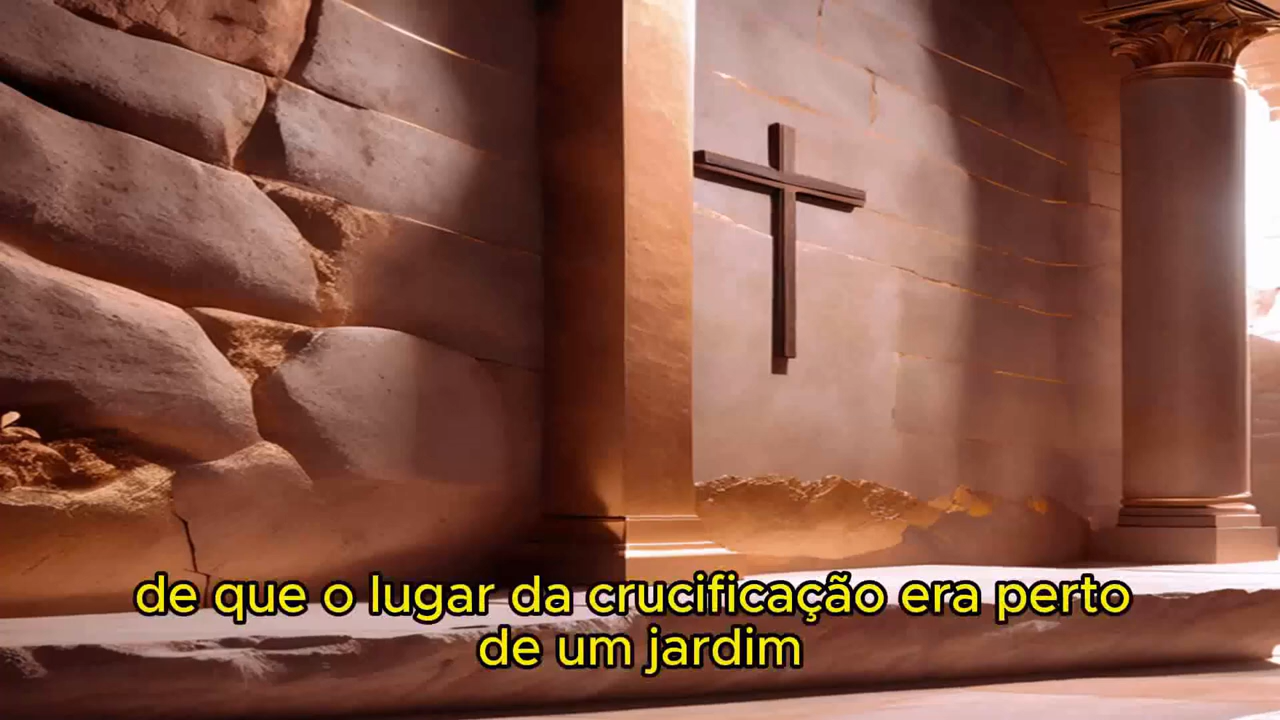 de que o lugar da crucificação era perto
de um jardim